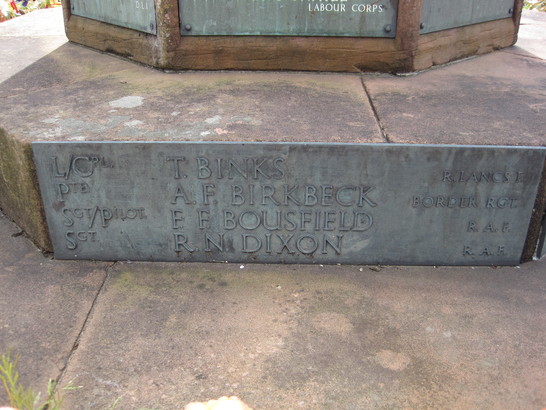 LABOUR CORPS.
L/CPL. T. BINKS R. LANCS. F.
PTE. A. F. BIRKBECK BORDER RGT.
SGT/PILOT. E. F. BOUSFIELD R.A.F.
SGT. R. N. DIXON R.A.F.